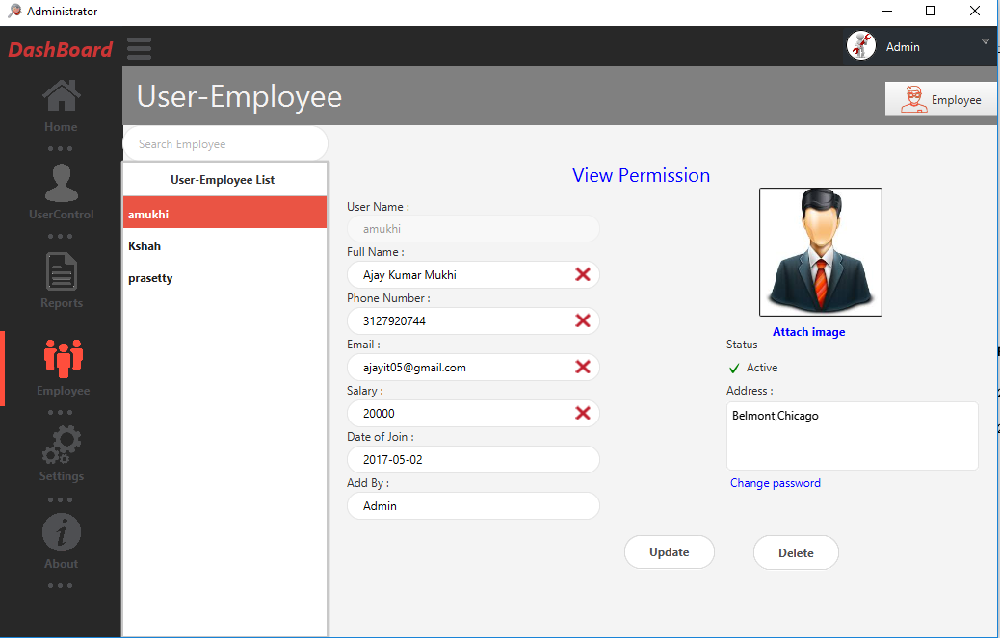 Administrator
DashBoard
Admin
User-Employee
Employee
Home
UserControl
Reports
Employee
Settings
About
Search Employee
User-Employee List
amukhi
Kshah
prasetty
View Permission
User Name :
amukhi
Full Name :
Ajay Kumar Mukhi
Phone Number :
3127920744
Email :
ajayit05@gmail.com
Salary :
20000
Date of Join :
2017-05-02
Add By :
Admin
Attach image
Status
Active
Address :
Belmont,Chicago
Change password
Update
Delete